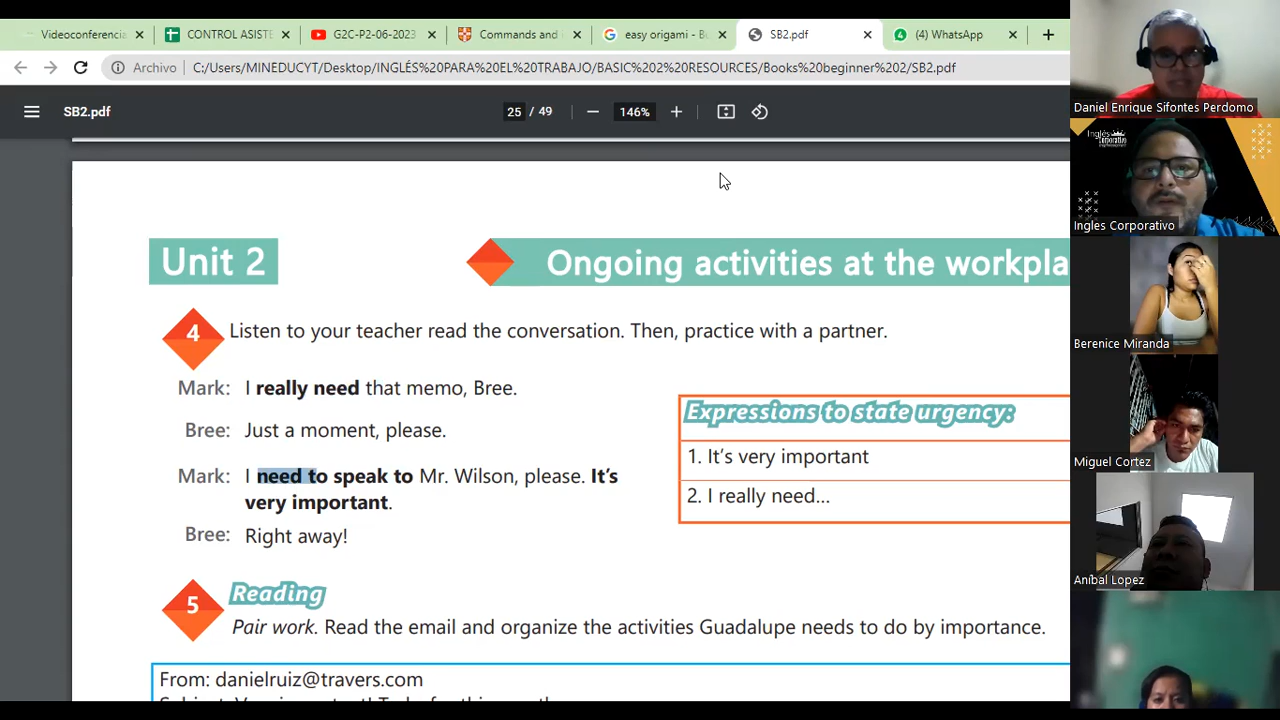 Videoconferencia
CONTROL ASISTE
G2C-P2-06-2023
Commands and i
easy origami - Bu
SB2.pdf
(4) WhatsApp
Archivo
C:/Users/MINEDUCYT/Desktop/INGLÉS%20PARA%20EL%20TRABAJO/BASIC%202%20RESOURCES/Books%20beginner%202/SB2.pdf
SB2.pdf
25 / 49
146%
Unit 2
Ongoing activities at the workpla
4
Listen to your teacher read the conversation. Then, practice with a partner.
Mark: I really need that memo, Bree.
Bree: Just a moment, please.
Mark: I need to speak to Mr. Wilson, please. It's
very important.
Bree: Right away!
Expressions to state urgency:
1. It's very important
2. I really need...
5
Reading
Pair work. Read the email and organize the activities Guadalupe needs to do by importance.
From: danielruiz@travers.com
Daniel Enrique Sifontes Perdomo
Inglés
Corporativo
Ingles Corporativo
Berenice Miranda
Miguel Cortez
Aníbal Lopez